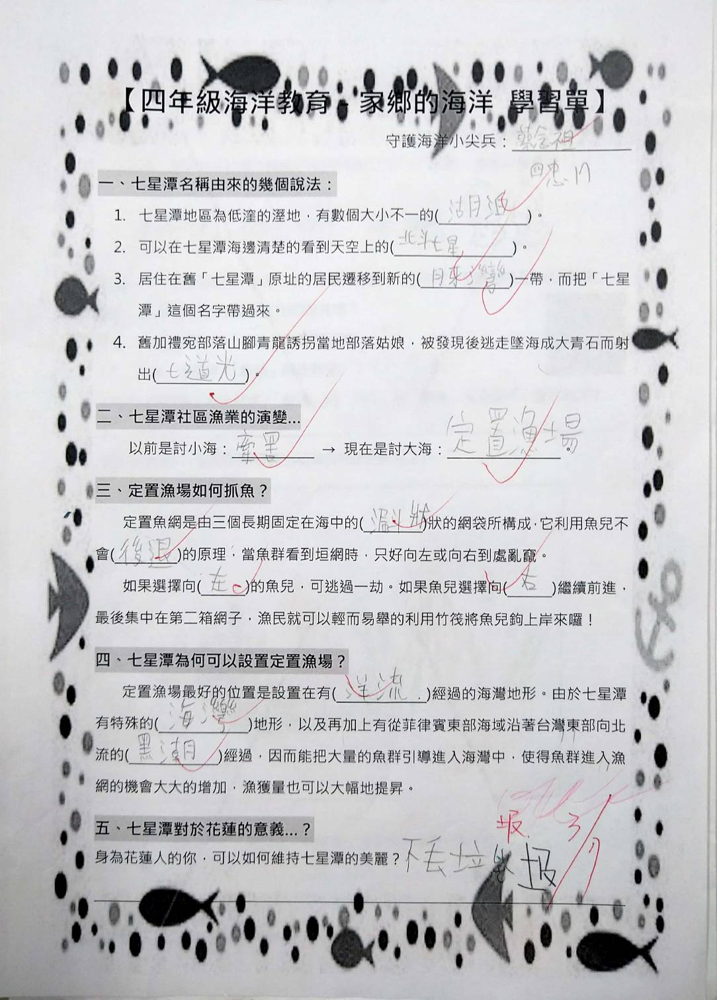 【四年級海洋教育 - 家鄉的海洋 學習單】
守護海洋小尖兵：
四忠17
一、七星潭名稱由來的幾個說法：
1. 七星潭地區為低漥的溼地，有數個大小不一的(湖泊)。
2. 可以在七星潭海邊清楚的看到天空上的(北斗七星)。
3. 居住在舊「七星潭」原址的居民遷移到新的(月牙灣)一帶，而把「七星
潭」這個名字帶過來。
4. 舊加禮宛部落山腳青龍誘拐當地部落姑娘，被發現後逃走墜海成大青石而射
出(七道光)。
二、七星潭社區漁業的演變...
以前是討小海：牽罟 → 現在是討大海：定置漁場。
三、定置漁場如何抓魚？
定置魚網是由三個長期固定在海中的(漏斗狀)狀的網袋所構成，它利用魚兒不
會(後退)的原理，當魚群看到垣網時，只好向左或向右到處亂竄。
如果選擇向(左)的魚兒，可逃過一劫。如果魚兒選擇向(右)繼續前進，
最後集中在第二箱網子，漁民就可以輕而易舉的利用竹筏將魚兒鉤上岸來囉！
四、七星潭為何可以設置定置漁場？
定置漁場最好的位置是設置在有(洋流)經過的海灣地形。由於七星潭
有特殊的(海灣)地形，以及再加上有從菲律賓東部海域沿著台灣東部向北
流的(黑潮)經過，因而能把大量的魚群引導進入海灣中，使得魚群進入漁
網的機會大大的增加，漁獲量也可以大幅地提昇。
五、七星潭對於花蓮的意義...？
圾
身為花蓮人的你，可以如何維持七星潭的美麗？不丟垃圾